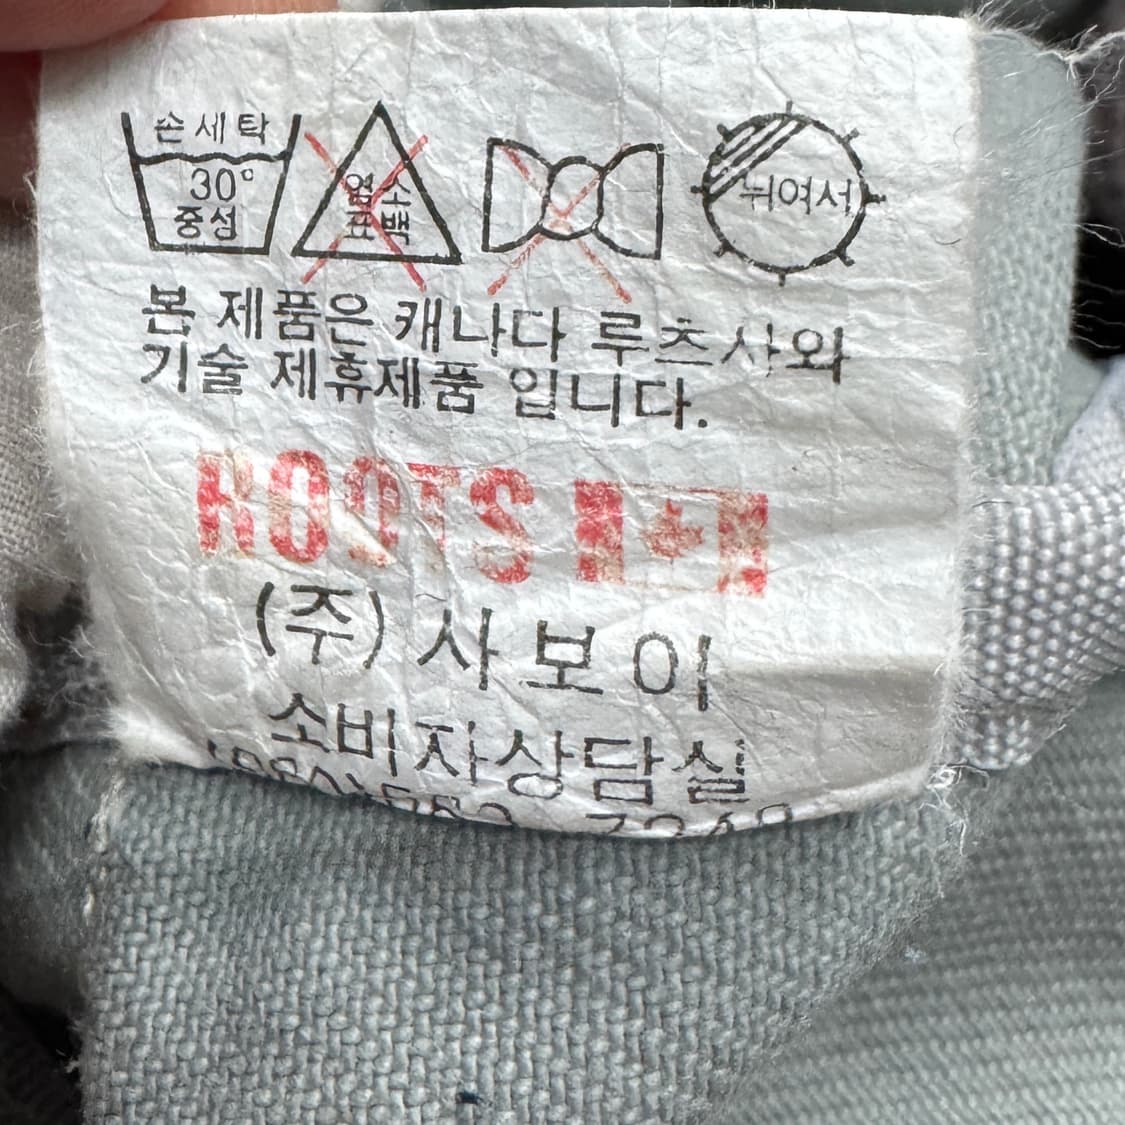 손세탁
30°
중성
염소
표백
뉘여서
본 제품은 캐나다 루츠사와
기술 제휴제품 입니다.
ROOTS
(주) 사보이
소비자상담실